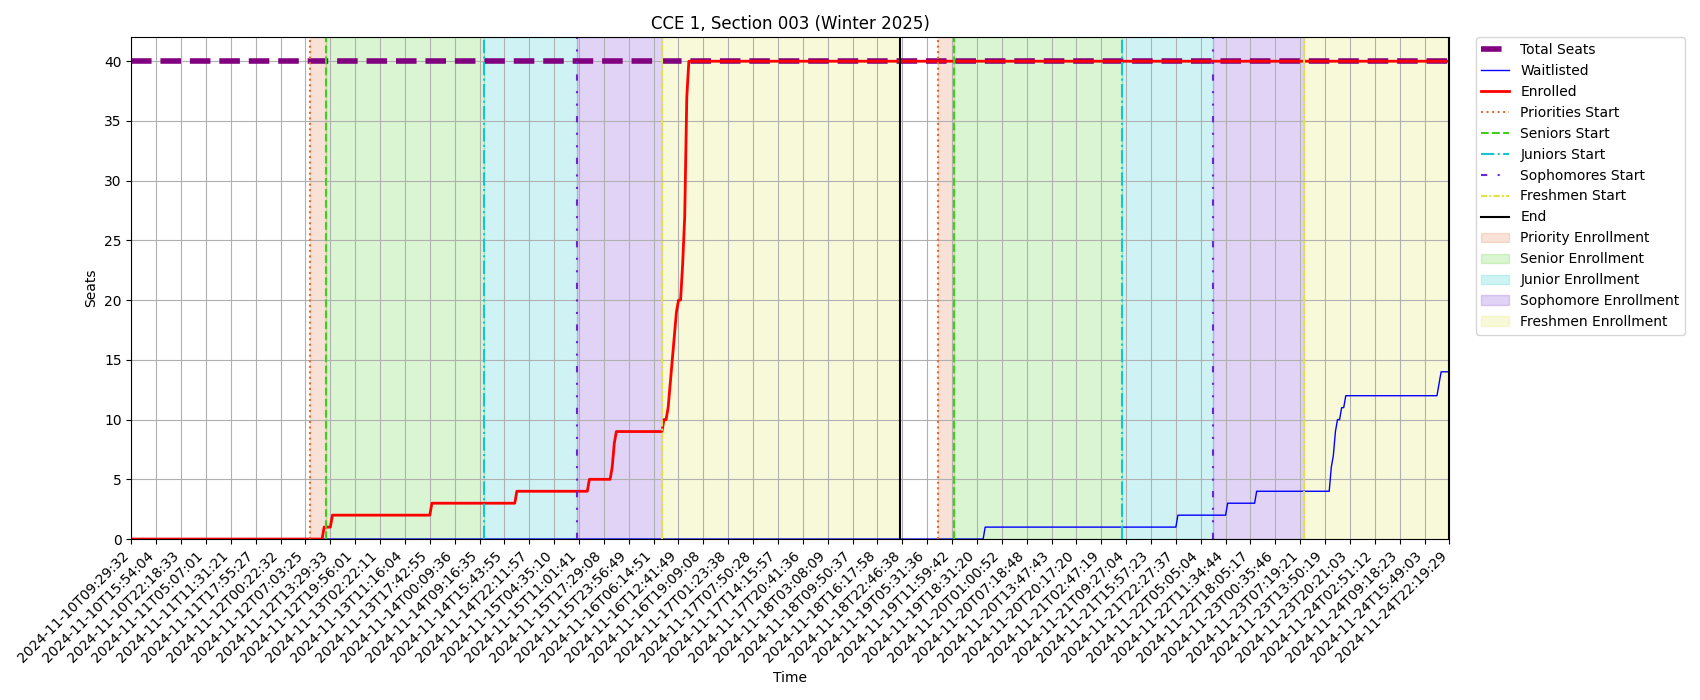 CCE 1, Section 003 (Winter 2025)
Seats
40
35
30
25
20
15
10
5
0
2024-11-10T09:29:32
2024-11-10T15:54:04
2024-11-10T22:18:33
2024-11-11T05:07:01
2024-11-11T11:31:21
2024-11-11T17:55:27
2024-11-12T00:22:32
2024-11-12T07:03:25
2024-11-12T13:29:33
2024-11-12T19:56:01
2024-11-13T02:22:11
2024-11-13T11:16:04
2024-11-13T17:42:55
2024-11-14T00:09:36
2024-11-14T09:16:35
2024-11-14T15:43:55
2024-11-14T22:11:57
2024-11-15T04:35:10
2024-11-15T11:01:41
2024-11-15T17:29:08
2024-11-15T23:56:49
2024-11-16T06:14:51
2024-11-16T12:41:49
2024-11-16T19:09:08
2024-11-17T01:23:38
2024-11-17T07:50:28
2024-11-17T14:15:57
2024-11-17T20:41:36
2024-11-18T03:08:09
2024-11-18T09:50:37
2024-11-18T16:17:58
2024-11-18T22:46:38
2024-11-19T05:31:36
2024-11-19T11:59:42
2024-11-19T18:31:20
2024-11-20T01:00:52
2024-11-20T07:18:48
2024-11-20T13:47:43
2024-11-20T20:17:20
2024-11-21T02:47:19
2024-11-21T09:27:04
2024-11-21T15:57:23
2024-11-21T22:27:37
2024-11-22T05:05:04
2024-11-22T11:34:44
2024-11-22T18:05:17
2024-11-23T00:35:46
2024-11-23T07:19:21
2024-11-23T13:50:19
2024-11-23T20:21:03
2024-11-24T02:51:12
2024-11-24T09:18:23
2024-11-24T15:49:03
2024-11-24T22:19:29
Time
Total Seats
Waitlisted
Enrolled
Priorities Start
Seniors Start
Juniors Start
Sophomores Start
Freshmen Start
End
Priority Enrollment
Senior Enrollment
Junior Enrollment
Sophomore Enrollment
Freshmen Enrollment